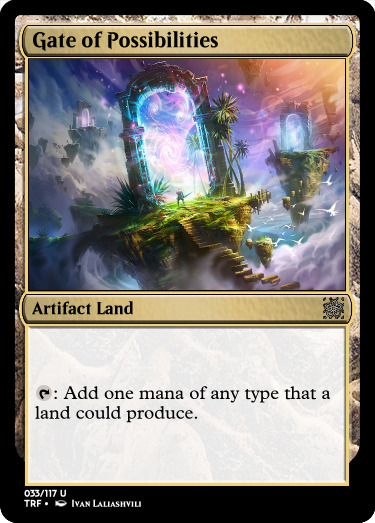 Gate of Possibilities
Artifact Land
: Add one mana of any type that a
land could produce.
033/117 U
TRF • Ivan Laliashvili